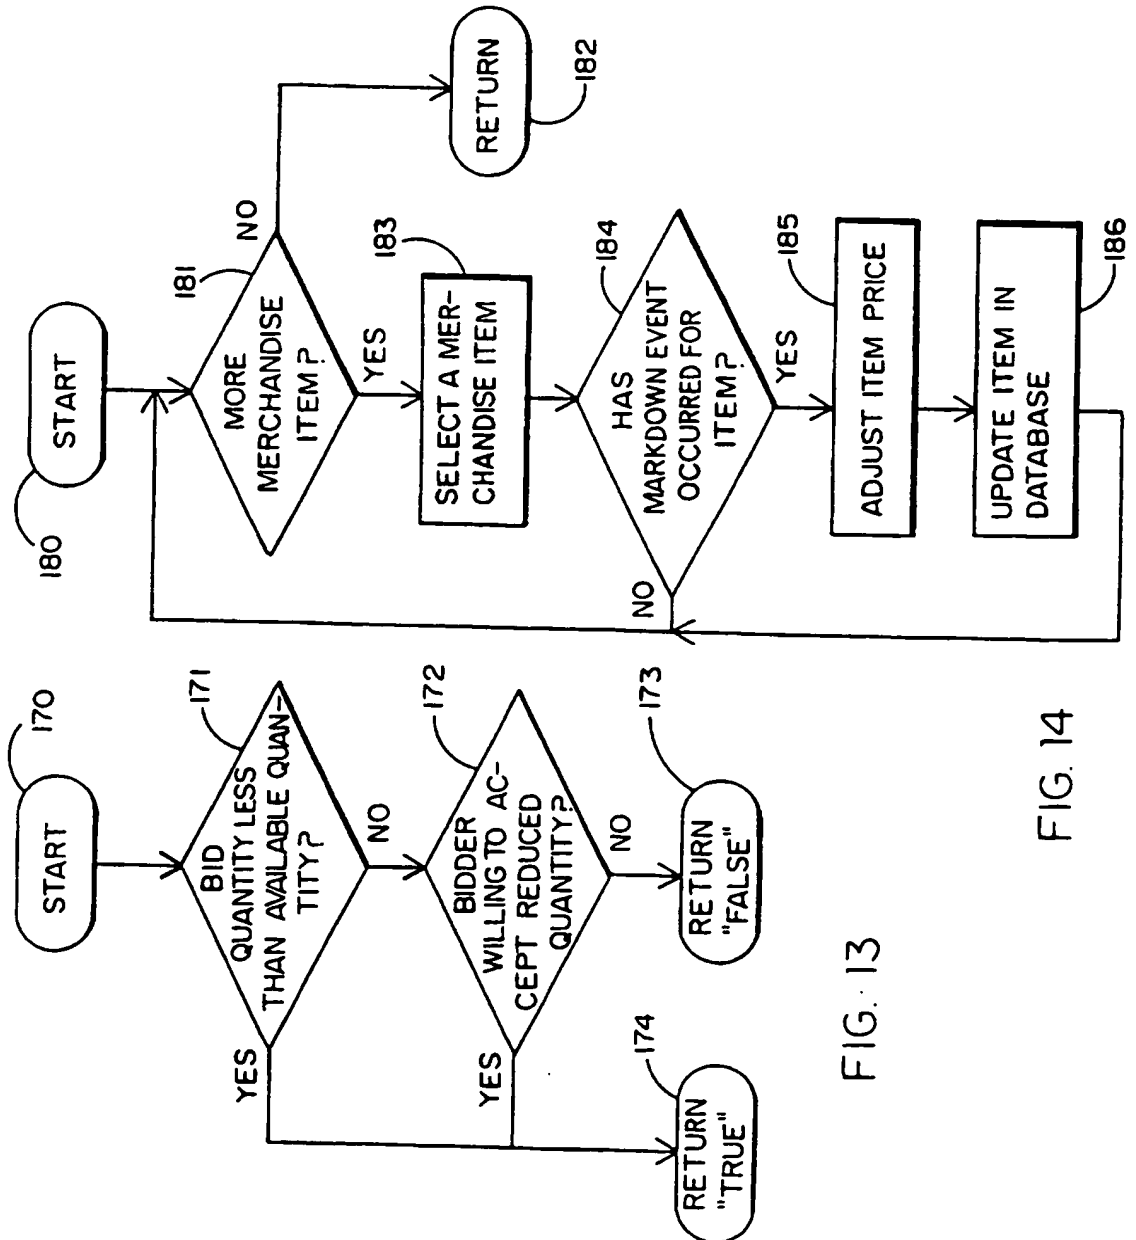 START
170
BID
QUANTITY LESS
THAN AVAILABLE QUAN-
TITY?
171
YES
NO
BIDDER
WILLING TO AC-
CEPT REDUCED
QUANTITY?
172
YES
NO
RETURN
"FALSE"
173
RETURN
"TRUE"
174
FIG. 13
START
180
MORE
MERCHANDISE
ITEM?
181
NO
YES
RETURN
182
SELECT A MER-
CHANDISE ITEM
183
HAS
MARKDOWN EVENT
OCCURRED FOR
ITEM?
184
NO
YES
ADJUST ITEM PRICE
185
UPDATE ITEM IN
DATABASE
186
FIG. 14